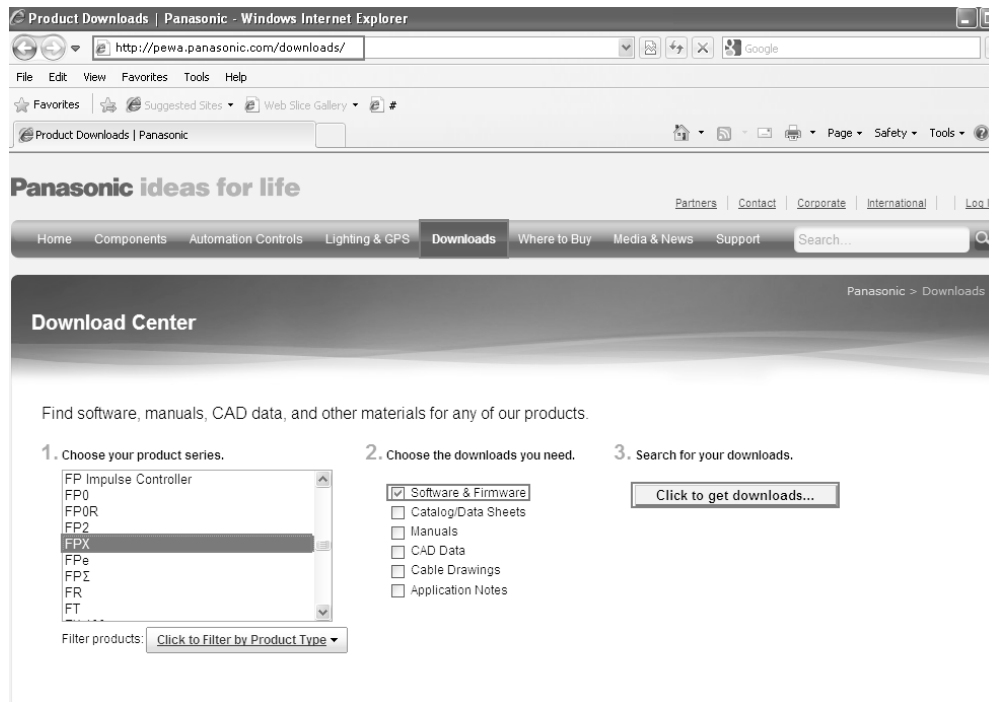 Product Downloads | Panasonic - Windows Internet Explorer
http://pewa.panasonic.com/downloads/
Google
File Edit View Favorites Tools Help
Favorites Suggested Sites Web Slice Gallery #
Product Downloads | Panasonic
Page Safety Tools
Panasonic ideas for life
Partners | Contact | Corporate | International | | Log
Home Components Automation Controls Lighting & GPS Downloads Where to Buy Media & News Support Search...
Panasonic > Downloads
Download Center
Find software, manuals, CAD data, and other materials for any of our products.
1. Choose your product series.
FP Impulse Controller
FP0
FP0R
FP2
FPX
FPe
FPΣ
FR
FT
Filter products: Click to Filter by Product Type
2. Choose the downloads you need.
Software & Firmware
Catalog/Data Sheets
Manuals
CAD Data
Cable Drawings
Application Notes
3. Search for your downloads.
Click to get downloads...